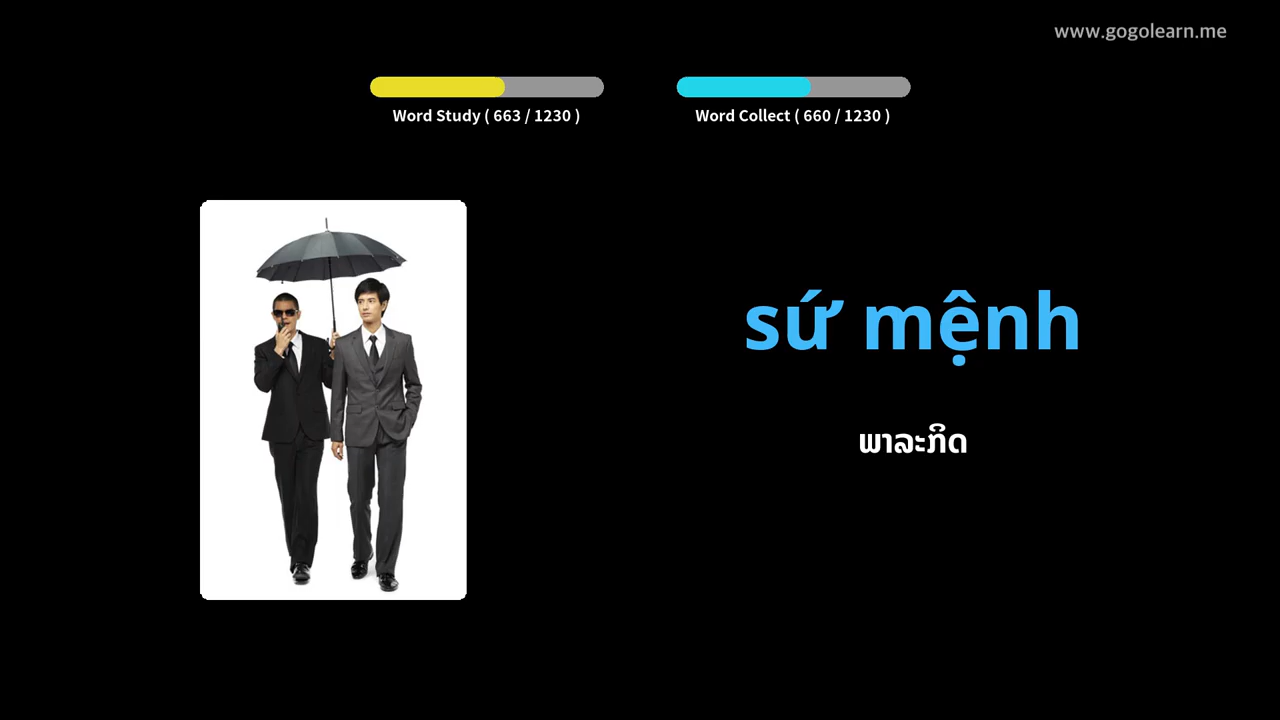 www.gogolearn.me
Word Study ( 663 / 1230 )
Word Collect ( 660 / 1230 )
sứ mệnh
ພາລະກິດ